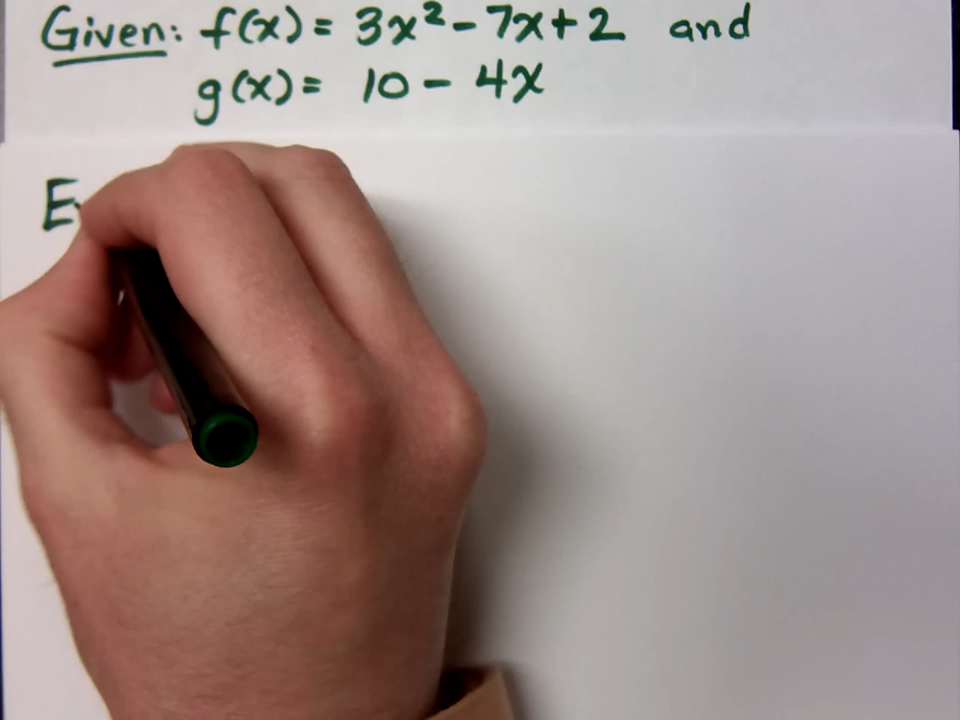 Given: f(x) = 3x² - 7x + 2 and
g(x) = 10 - 4x